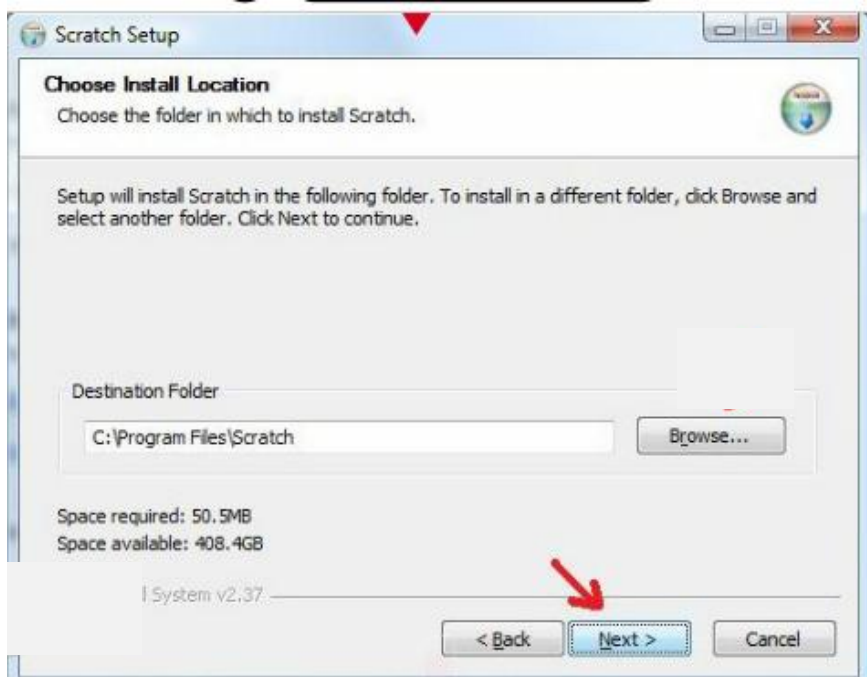 Scratch Setup
Choose Install Location
Choose the folder in which to install Scratch.
Setup will install Scratch in the following folder. To install in a different folder, click Browse and
select another folder. Click Next to continue.
Destination Folder
C:\Program Files\Scratch
Browse...
Space required: 50.5MB
Space available: 408.4GB
l System v2.37
< Back
Next >
Cancel